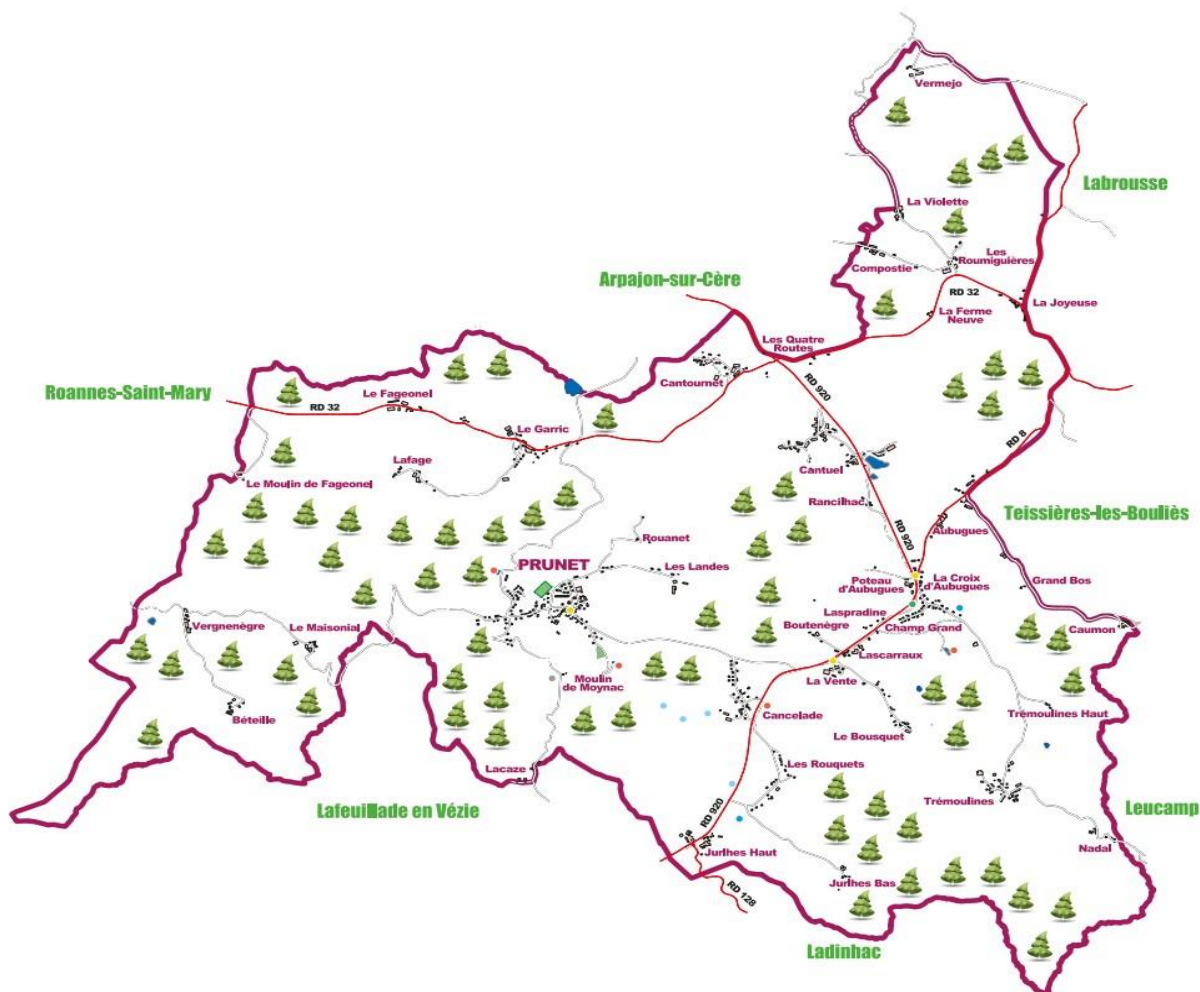 Vermejo
Labrousse
La Violette
Les
Roumiguières
Compostie
RD 32
La Joyeuse
La Ferme
Neuve
Arpajon-sur-Cère
Les Quatre
Routes
Cantournet
RD 920
Roannes-Saint-Mary
RD 32
Le Fageonel
Le Garric
Lafage
Le Moulin de Fageonel
RD 8
Cantuel
Rancilhac
Teissières-les-Bouliès
Aubugues
RD 920
Rouanet
Les Landes
PRUNET
Poteau
d'Aubugues
La Croix
d'Aubugues
Grand Bos
Laspradine
Boutenègre
Champ Grand
Caumon
Vergnenègre
Le Maisonial
Lascarraux
La Vente
Moulin
de Moynac
Béteille
Cancelade
Le Bousquet
Trémoulines Haut
Lacaze
Les Rouquets
Trémoulines
Lafeuillade en Vézie
Leucamp
RD 920
Nadal
Jurlhes Haut
Jurlhes Bas
RD 128
Ladinhac